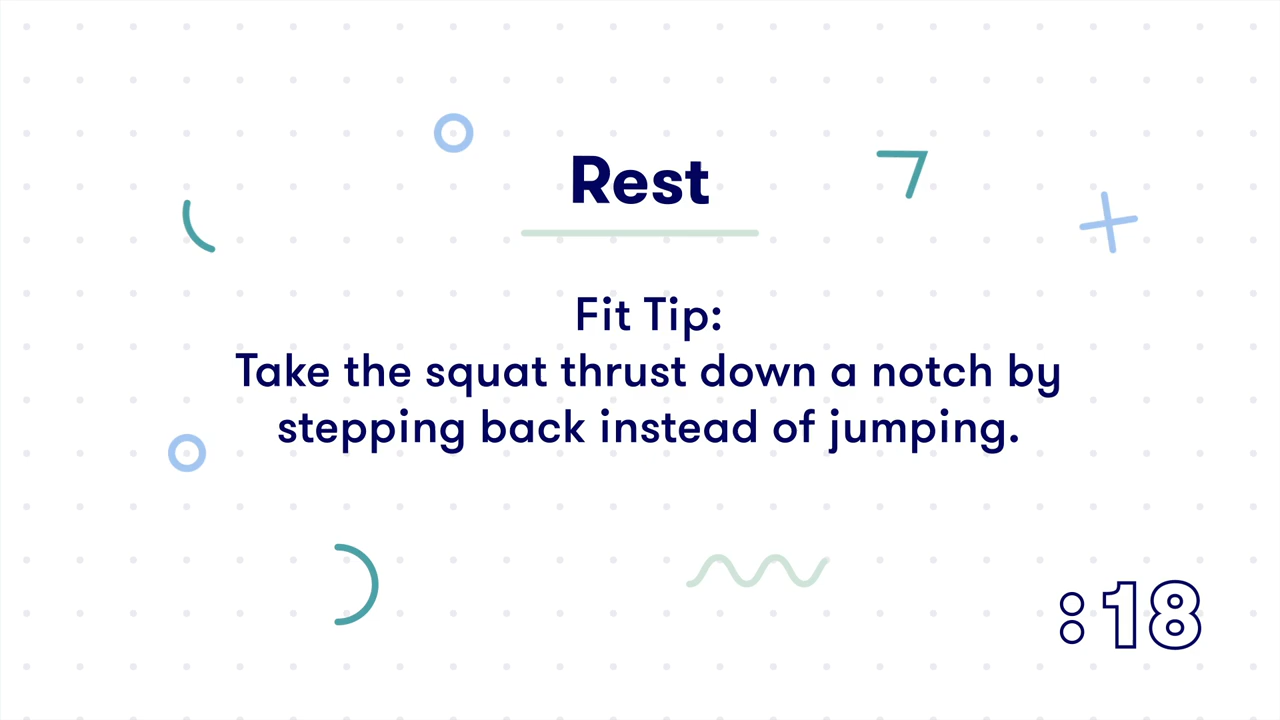 Rest
Fit Tip:
Take the squat thrust down a notch by
stepping back instead of jumping.
:18